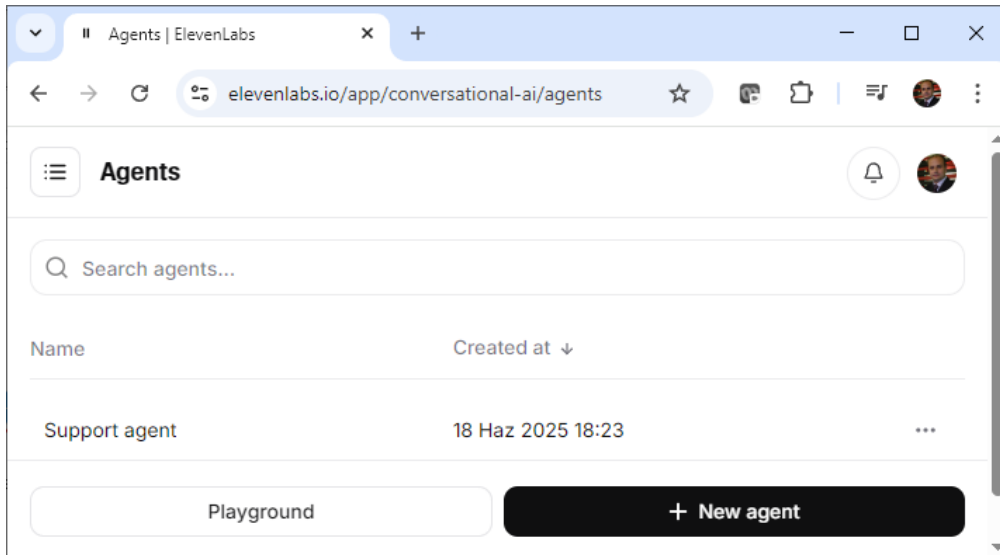 Agents | ElevenLabs
elevenlabs.io/app/conversational-ai/agents
Agents
Search agents...
Name Created at ↓
Support agent 18 Haz 2025 18:23
Playground + New agent